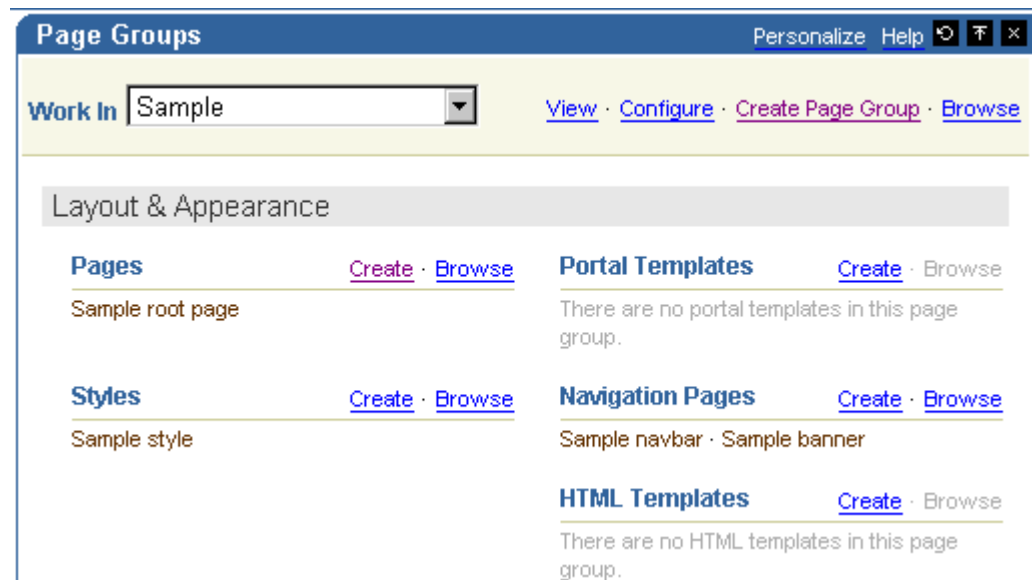 Page Groups Personalize Help
Work In Sample View · Configure · Create Page Group · Browse
Layout & Appearance
Pages Create · Browse
Sample root page
Portal Templates Create · Browse
There are no portal templates in this page
group.
Styles Create · Browse
Sample style
Navigation Pages Create · Browse
Sample navbar · Sample banner
HTML Templates Create · Browse
There are no HTML templates in this page
group.